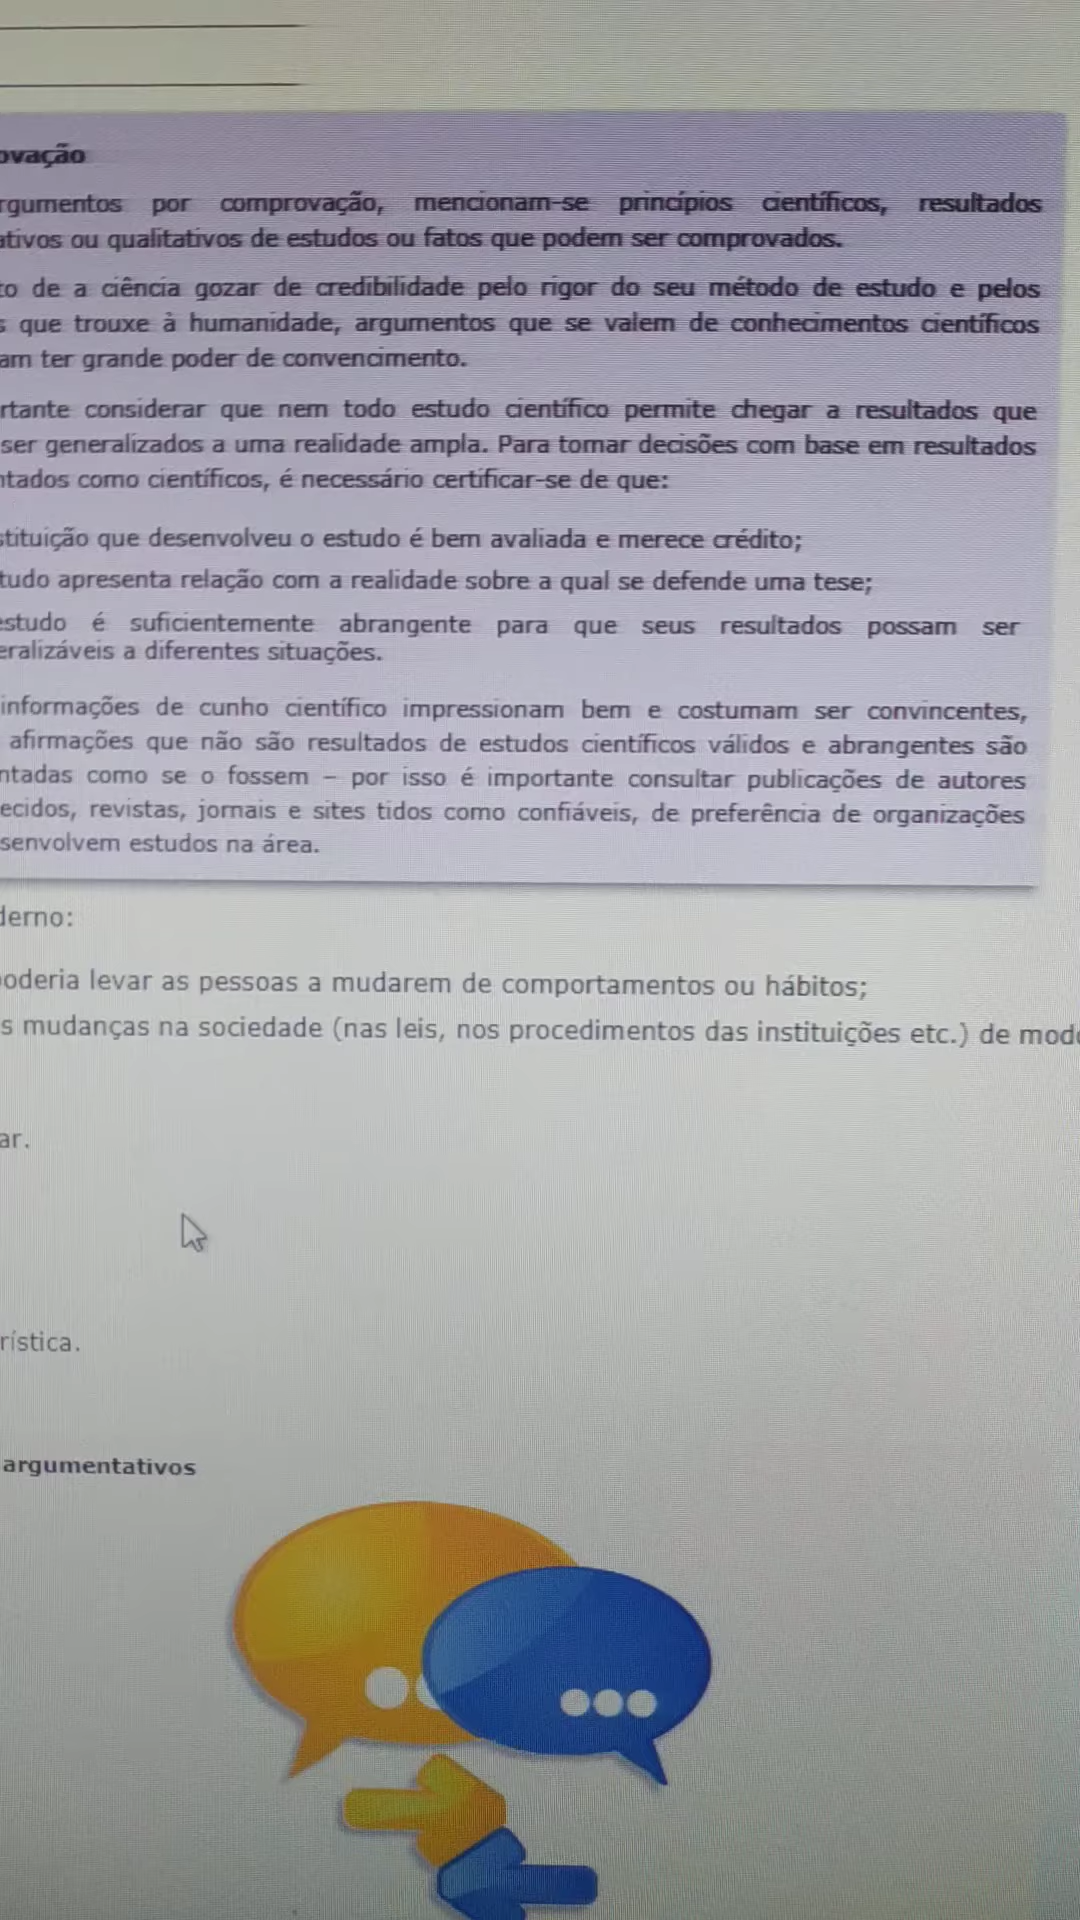 ovação
rgumentos por comprovação, mencionam-se princípios científicos, resultados
ativos ou qualitativos de estudos ou fatos que podem ser comprovados.
to de a ciência gozar de credibilidade pelo rigor do seu método de estudo e pelos
s que trouxe à humanidade, argumentos que se valem de conhecimentos científicos
am ter grande poder de convencimento.
rtante considerar que nem todo estudo científico permite chegar a resultados que
ser generalizados a uma realidade ampla. Para tomar decisões com base em resultados
ntados como científicos, é necessário certificar-se de que:
stituição que desenvolveu o estudo é bem avaliada e merece crédito;
tudo apresenta relação com a realidade sobre a qual se defende uma tese;
estudo é suficientemente abrangente para que seus resultados possam ser
eralizáveis a diferentes situações.
informações de cunho científico impressionam bem e costumam ser convincentes,
afirmações que não são resultados de estudos científicos válidos e abrangentes são
ntadas como se o fossem – por isso é importante consultar publicações de autores
ecidos, revistas, jornais e sites tidos como confiáveis, de preferência de organizações
senvolvem estudos na área.
derno:
poderia levar as pessoas a mudarem de comportamentos ou hábitos;
s mudanças na sociedade (nas leis, nos procedimentos das instituições etc.) de modo
ar.
rística.
argumentativos